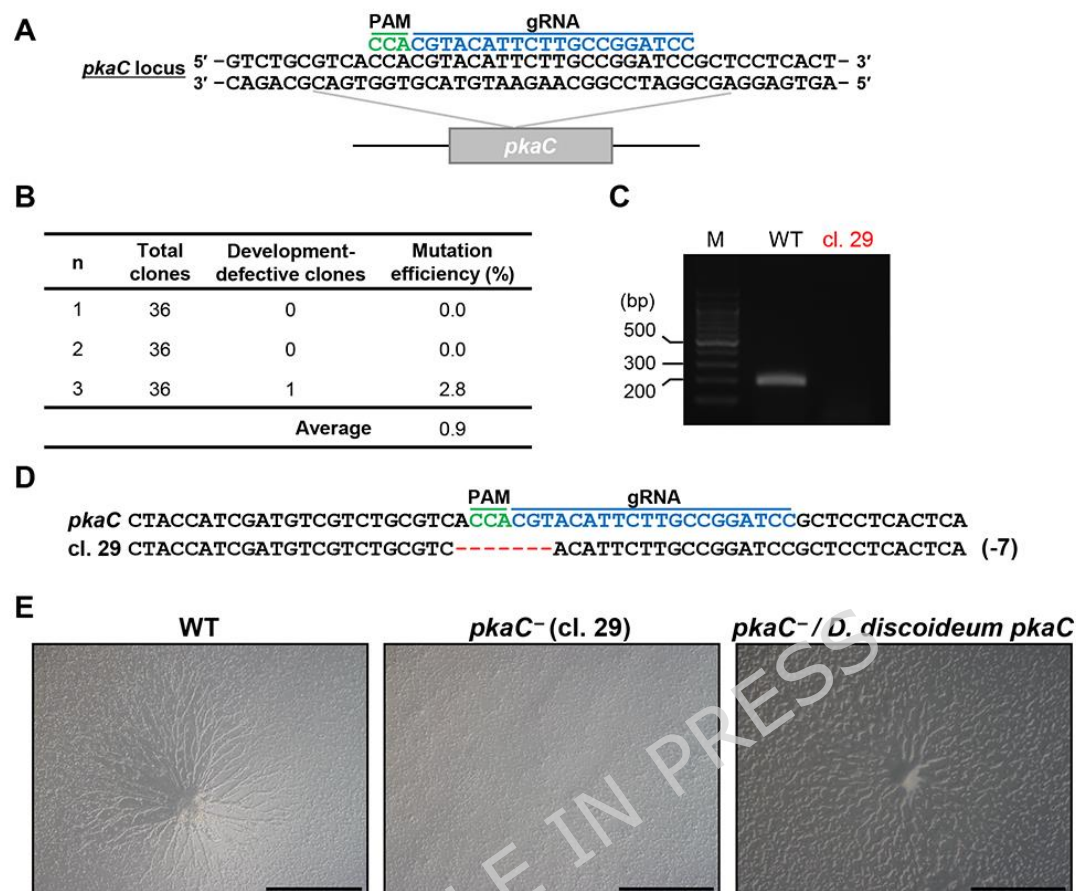 A
PAM gRNA
CCACGTACATTCTTGCCGGATCC
5′ –GTCTGCGTCACCACGTACATTCTTGCCGGATCCGCTCCTCACT– 3′
pkaC locus
3′ –CAGACGCAGTGGTGCATGTAAGAACGGCCTAGGCGAGGAGTGA– 5′
pkaC
B
n Total clones Development-defective clones Mutation efficiency (%)
1 36 0 0.0
2 36 0 0.0
3 36 1 2.8
Average 0.9
C
M WT cl. 29
(bp)
500
300
200
D
PAM gRNA
pkaC CTACCATCGATGTCGTCTGCGTCACCACGTACATTCTTGCCGGATCCGCTCCTCACTCA
cl. 29 CTACCATCGATGTCGTCTGCGTC-------ACATTCTTGCCGGATCCGCTCCTCACTCA (-7)
E
WT pkaC– (cl. 29) pkaC–/ D. discoideum pkaC
LE IN PRESS